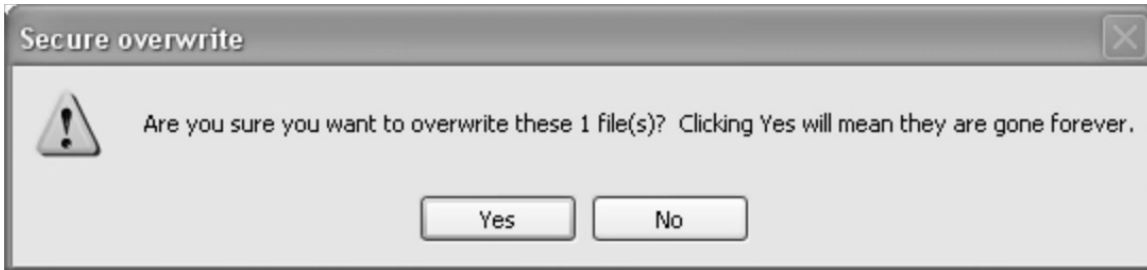 Secure overwrite
Are you sure you want to overwrite these 1 file(s)?  Clicking Yes will mean they are gone forever.
Yes
No